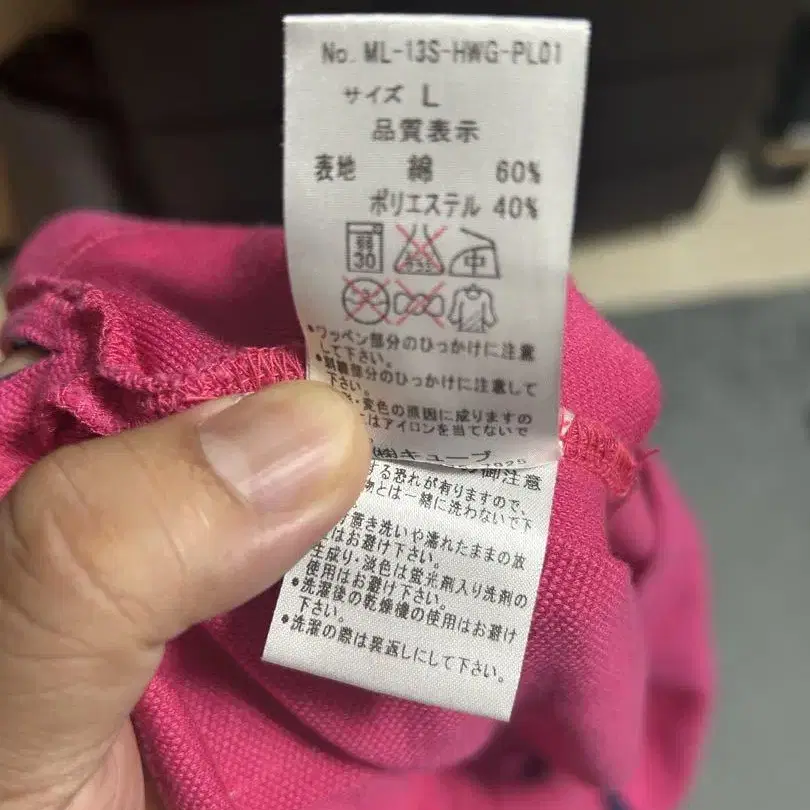 No. ML-13S-HWG-PL01
サイズ L
品質表示
表地 綿 60%
ポリエステル 40%
弱
30
中
•ワッペン部分のひっかけに注意
して下さい。
部分のひっかけに注意して
下さい。
・変色の原因に成りますの
はアイロンを当てないで
㈱キューブ
の御注意
する恐れが有りますので、
物とは一緒に洗わないで下
置き洗いや濡れたままの放
はお避け下さい。
生成り・淡色は蛍光剤入り洗剤の
使用はお避け下さい。
•洗濯後の乾燥機の使用はお避け
下さい。
•洗濯の際は裏返しにして下さい。